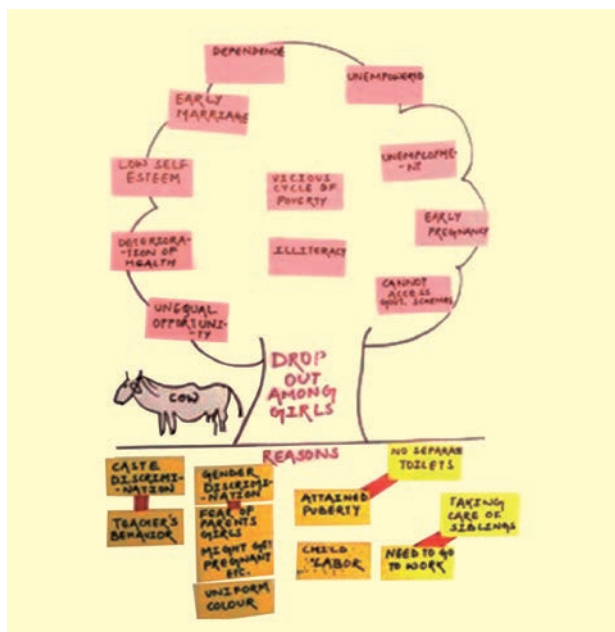 DEPENDENCE
UNEMPOWERED
EARLY
MARRIAGE
LOW SELF
ESTEEM
VICIOUS
CYCLE OF
POVERTY
UNEMPLOYME-
-NT
DETERIORA-
-TION OF
HEALTH
ILLITERACY
EARLY
PREGNANCY
UNEQUAL
OPPORTUNI-
-TY
CANNOT
ACCESS
GOVT. SCHEMES
COW
DROP
OUT
AMONG
GIRLS
REASONS
CASTE
DISCRIMI-
-NATION
TEACHER'S
BEHAVIOR
GENDER
DISCRIMI-
-NATION
FEAR OF
PARENTS
GIRLS
MIGHT GET
PREGNANT
ETC.
UNIFORM
COLOUR
NO SEPARATE
TOILETS
ATTAINED
PUBERTY
CHILD
LABOR
TAKING
CARE OF
SIBLINGS
NEED TO GO
TO WORK